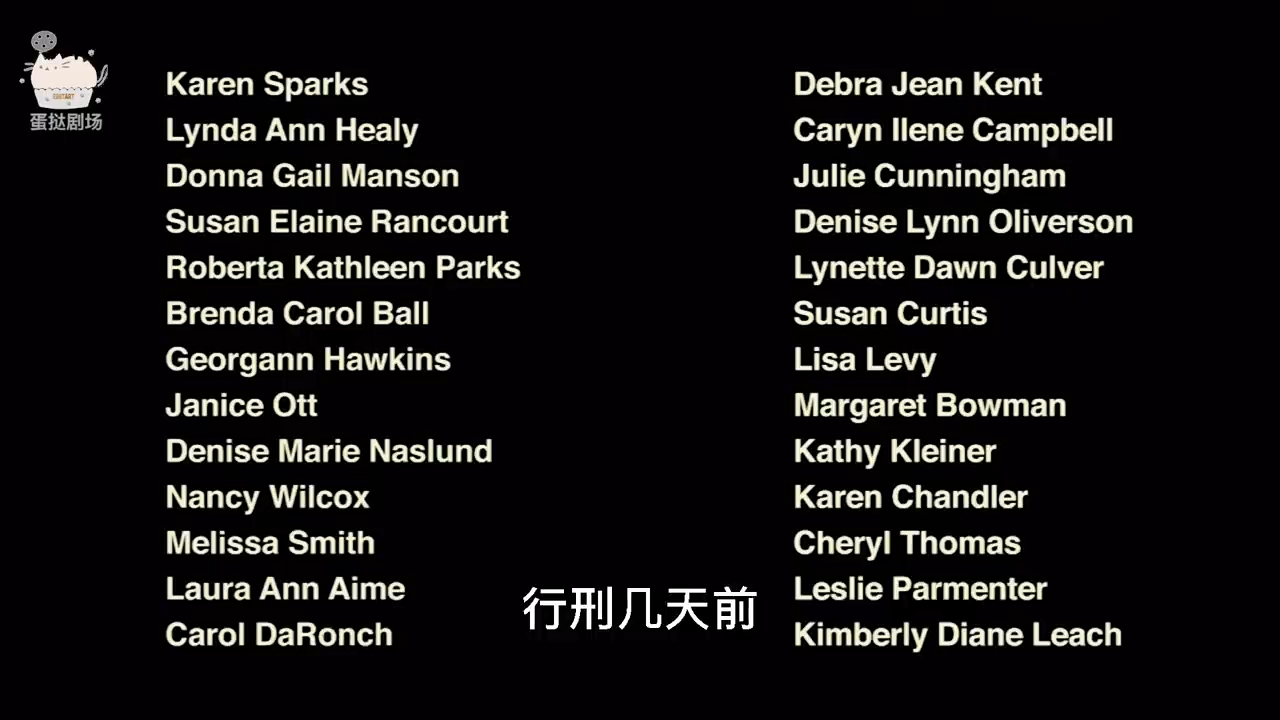 蛋挞剧场
Karen Sparks
Lynda Ann Healy
Donna Gail Manson
Susan Elaine Rancourt
Roberta Kathleen Parks
Brenda Carol Ball
Georgann Hawkins
Janice Ott
Denise Marie Naslund
Nancy Wilcox
Melissa Smith
Laura Ann Aime
Carol DaRonch
Debra Jean Kent
Caryn Ilene Campbell
Julie Cunningham
Denise Lynn Oliverson
Lynette Dawn Culver
Susan Curtis
Lisa Levy
Margaret Bowman
Kathy Kleiner
Karen Chandler
Cheryl Thomas
Leslie Parmenter
Kimberly Diane Leach
行刑几天前